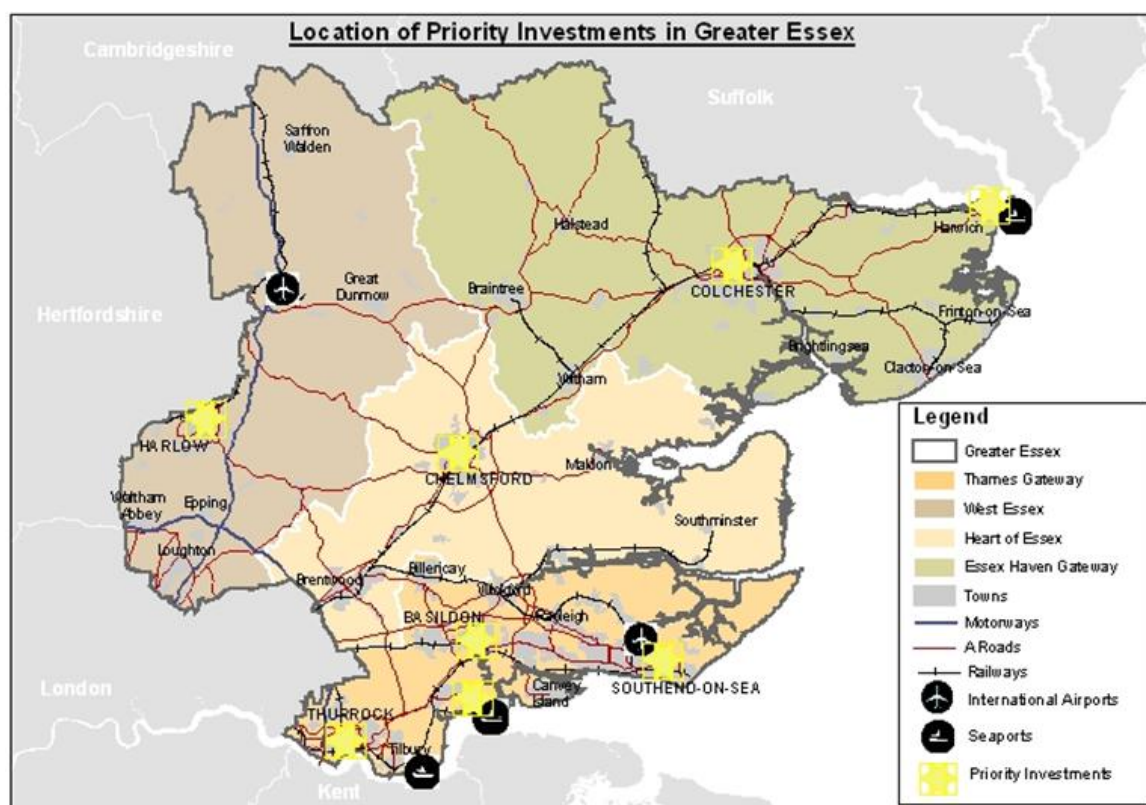 Location of Priority Investments in Greater Essex
Cambridgeshire
Suffolk
Saffron
Walden
Halstead
Harwich
Great
Dunmow
Braintree
COLCHESTER
Hertfordshire
Frinton-on-Sea
Brightlingsea
Clacton-on-Sea
Witham
HARLOW
CHELMSFORD
Maldon
Waltham
Abbey
Epping
Southminster
Loughton
Brentwood
Billericay
Wickford
BASILDON
Rayleigh
London
Canvey
Island
SOUTHEND-ON-SEA
THURROCK
Tilbury
Kent
Legend
Greater Essex
Thames Gateway
West Essex
Heart of Essex
Essex Haven Gateway
Towns
Motorways
A Roads
Railways
International Airports
Seaports
Priority Investments